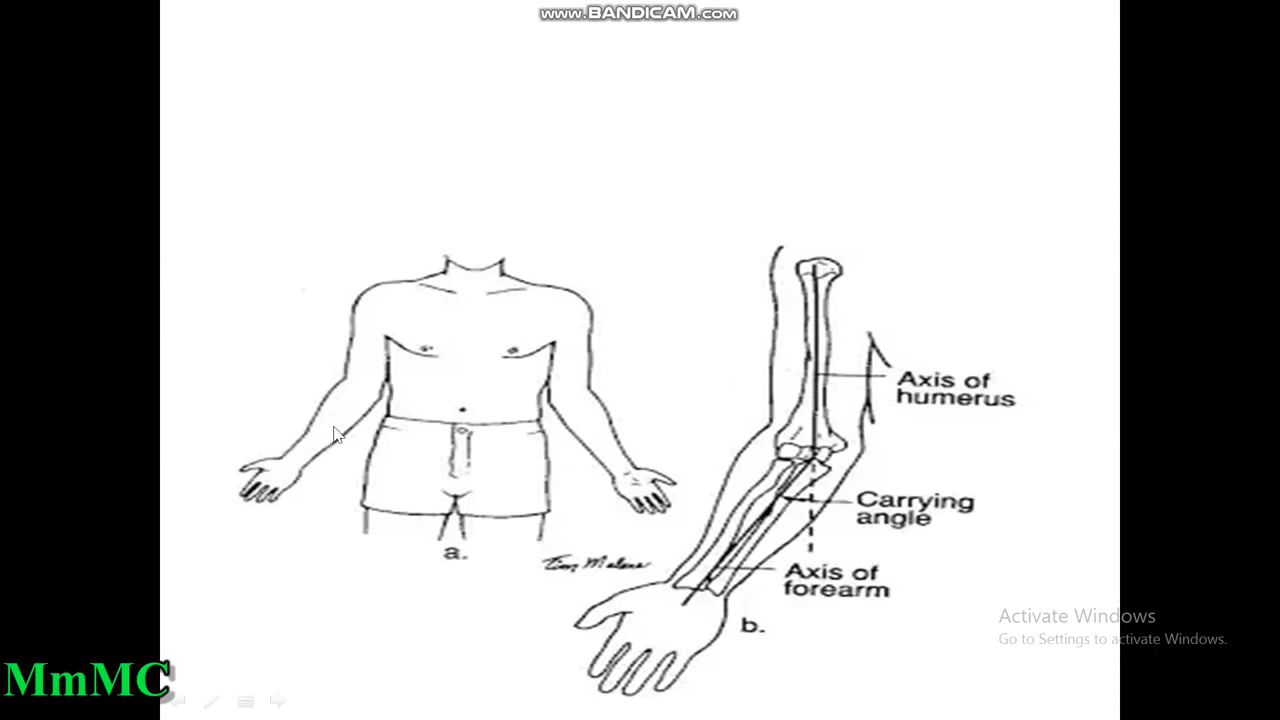 www.BANDICAM.com
Axis of
humerus
Carrying
angle
Axis of
forearm
a.
b.
Activate Windows
Go to Settings to activate Windows.
MmMC